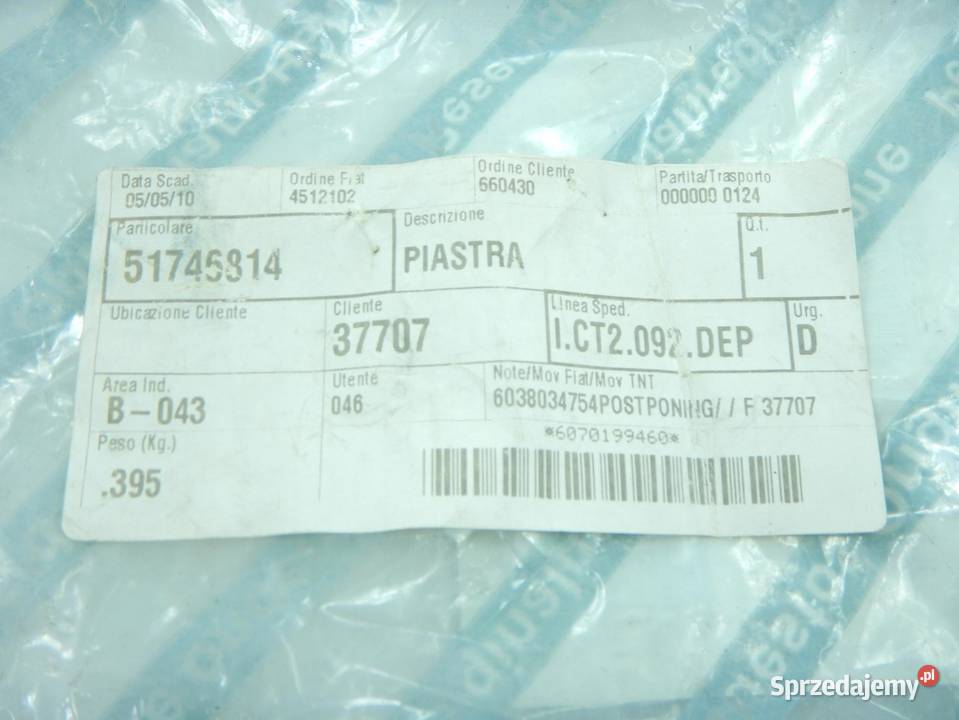 Data Scad. Ordine Fiat Ordine Cliente Partita/Trasporto
05/05/10 4512102 660430 000000 0124
Particolare Descrizione Q.t.
51746814 PIASTRA 1
Ubicazione Cliente Cliente Linea Sped. Urg.
37707 I.CT2.092.DEP D
Area Ind. Utente Note/Mov Fiat/Mov TNT
B-043 046 6038034754POSTPONING/ / F 37707
Peso (Kg.) *6070199460*
.395
Sprzedajemy.pl